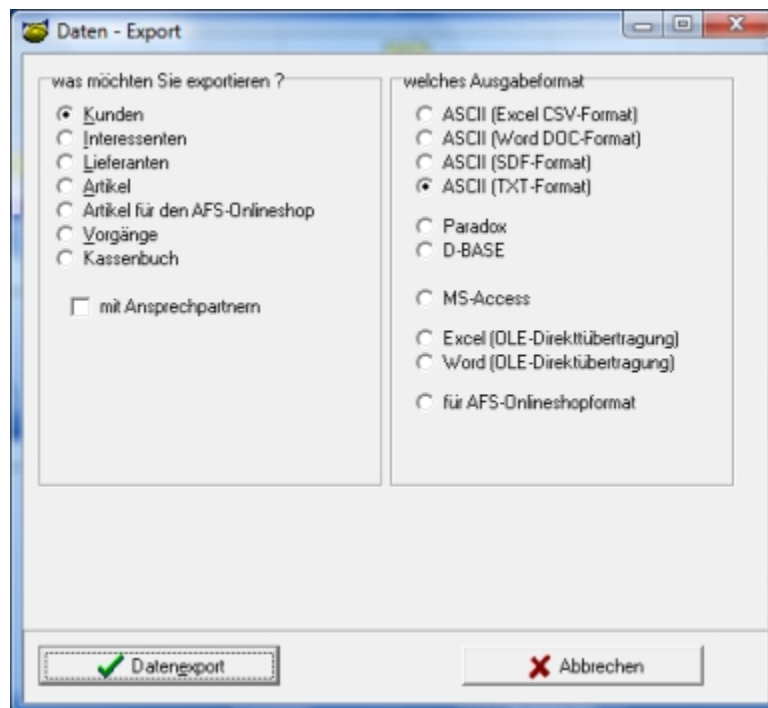 Daten - Export
was möchten Sie exportieren ?
Kunden
Interessenten
Lieferanten
Artikel
Artikel für den AFS-Onlineshop
Vorgänge
Kassenbuch
mit Ansprechpartnern
welches Ausgabeformat
ASCII (Excel CSV-Format)
ASCII (Word DOC-Format)
ASCII (SDF-Format)
ASCII (TXT-Format)
Paradox
D-BASE
MS-Access
Excel (OLE-Direkttübertragung)
Word (OLE-Direktübertragung)
für AFS-Onlineshopformat
Datenexport
Abbrechen